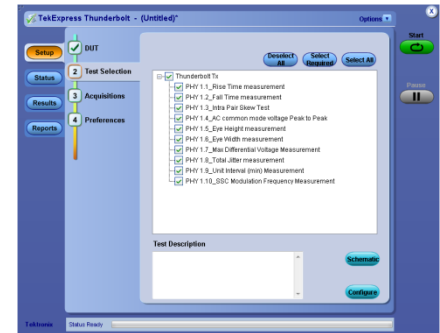 TekExpress Thunderbolt - (Untitled)*
Options
Start
Setup
DUT
Deselect All
Select Required
Select All
Status
2 Test Selection
Thunderbolt Tx
PHY 1.1_Rise Time measurement
Pause
3 Acquisitions
PHY 1.2_Fall Time measurement
Results
PHY 1.3_Intra Pair Skew Test
4 Preferences
PHY 1.4_AC common mode voltage Peak to Peak
Reports
PHY 1.5_Eye Height measurement
PHY 1.6_Eye Width measurement
PHY 1.7_Max Differential Voltage Measurement
PHY 1.8_Total Jitter measurement
PHY 1.9_Unit Interval (min) Measurement
PHY 1.10_SSC Modulation Frequency Measurement
Test Description
Schematic
Configure
Tektronix
Status Ready